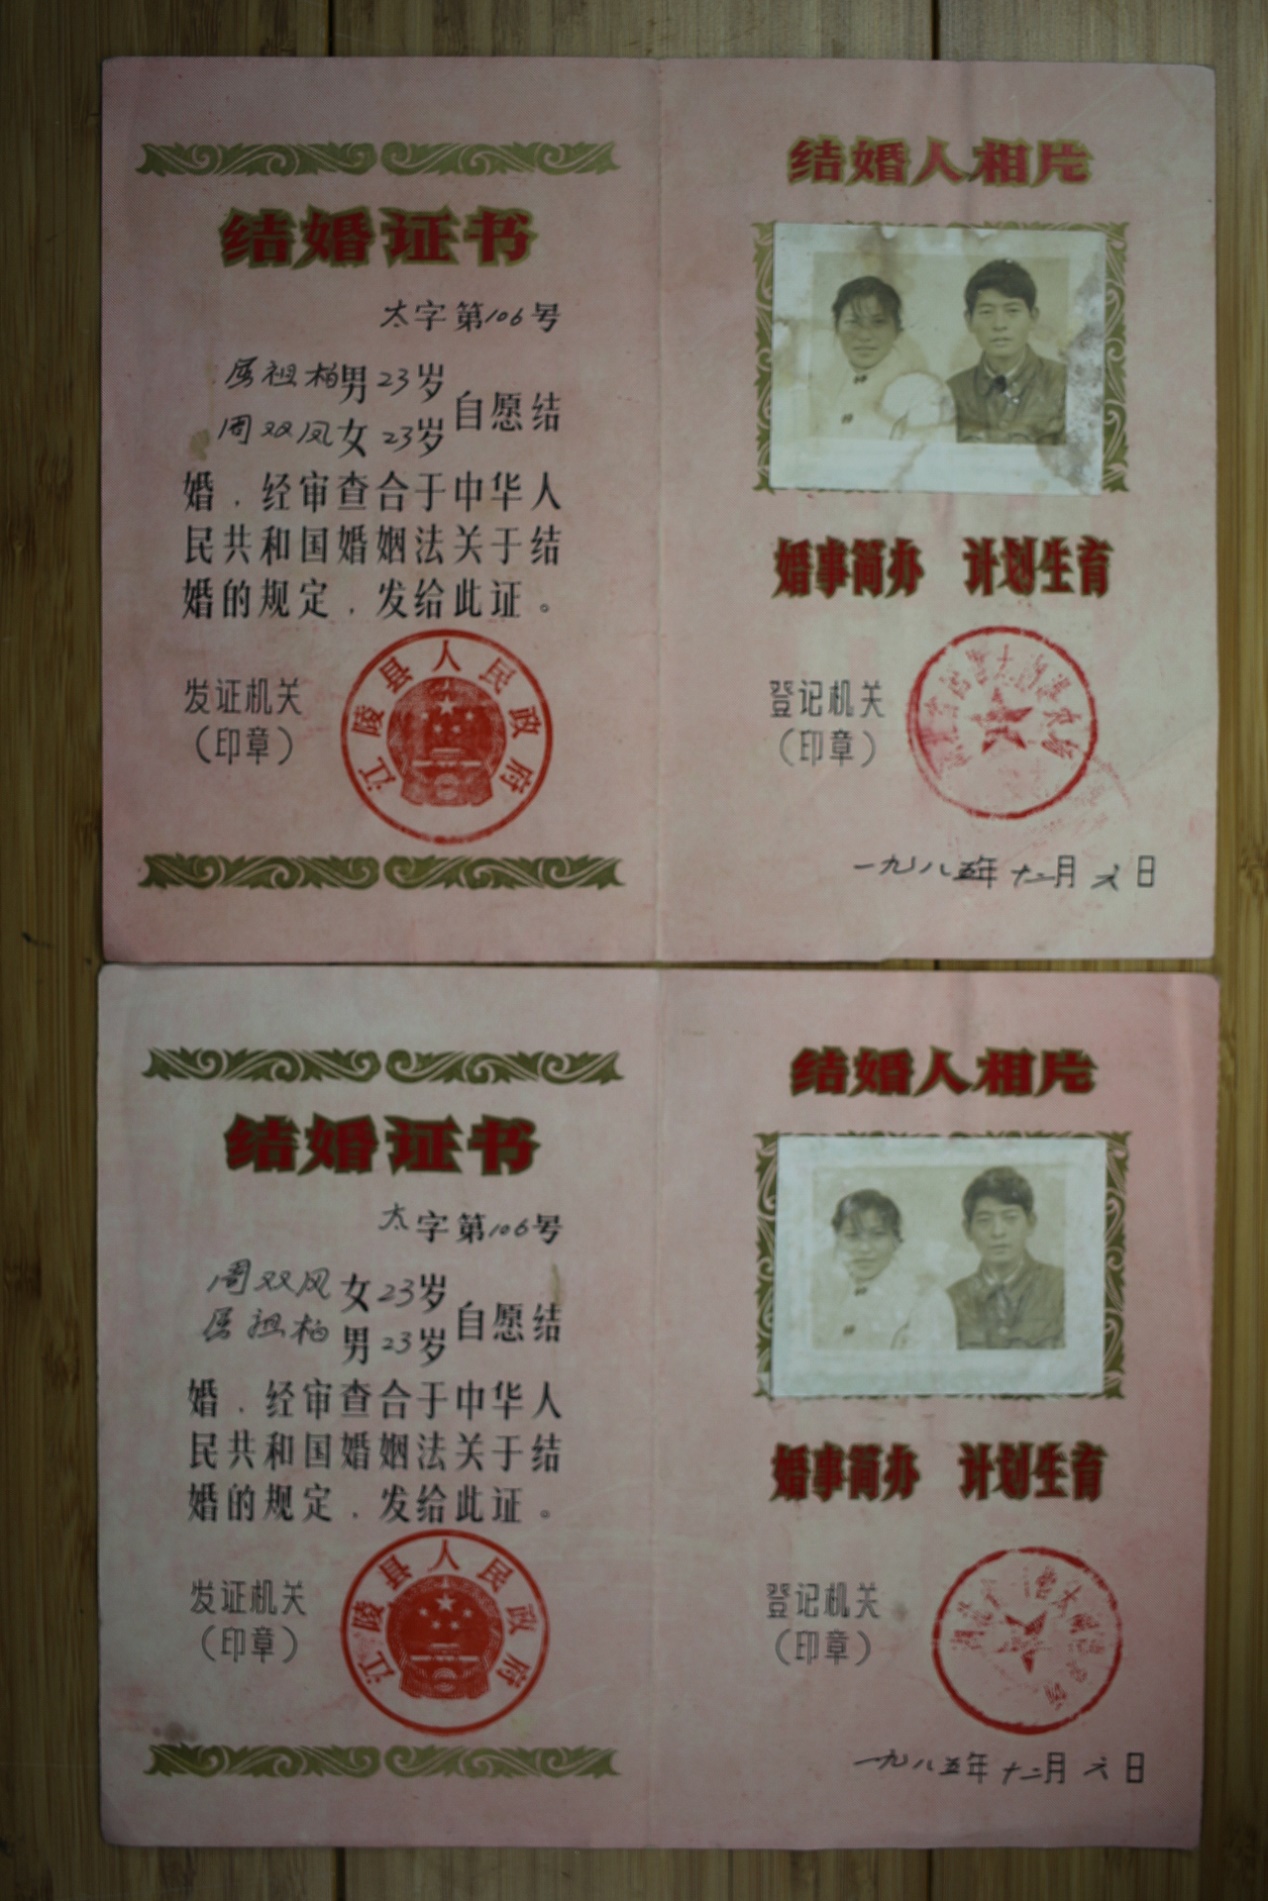 结婚证书
太字第106号
屈祖柏男23岁
周双凤女23岁
自愿结
婚，经审查合于中华人
民共和国婚姻法关于结
婚的规定，发给此证。
发证机关
（印章）
江陵县人民政府
结婚人相片
婚事简办 计划生育
登记机关
（印章）
一九八五年十二月六日
结婚证书
太字第106号
周双凤女23岁
屈祖柏男23岁
自愿结
婚，经审查合于中华人
民共和国婚姻法关于结
婚的规定，发给此证。
发证机关
（印章）
江陵县人民政府
结婚人相片
婚事简办 计划生育
登记机关
（印章）
一九八五年十二月六日